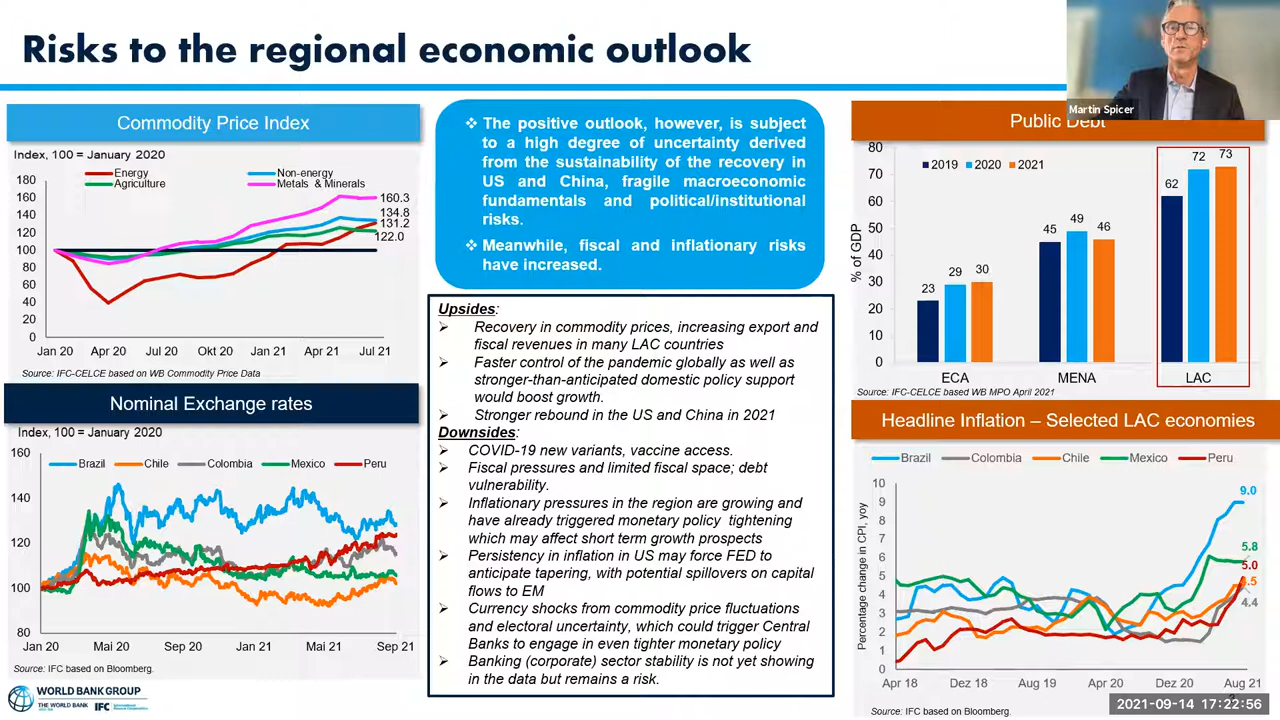 Risks to the regional economic outlook
Martin Spicer
Commodity Price Index
Index, 100 = January 2020
Energy
Non-energy
Agriculture
Metals & Minerals
180
160
140
120
100
80
60
40
20
0
160.3
134.8
131.2
122.0
Jan 20 Apr 20 Jul 20 Okt 20 Jan 21 Apr 21 Jul 21
Source: IFC-CELCE based on WB Commodity Price Data
Nominal Exchange rates
Index, 100 = January 2020
160
140
120
100
80
Brazil Chile Colombia Mexico Peru
Jan 20 Mai 20 Sep 20 Jan 21 Mai 21 Sep 21
Source: IFC based on Bloomberg.
WORLD BANK GROUP
THE WORLD BANK IFC
❖ The positive outlook, however, is subject
to a high degree of uncertainty derived
from the sustainability of the recovery in
US and China, fragile macroeconomic
fundamentals and political/institutional
risks.
❖ Meanwhile, fiscal and inflationary risks
have increased.
Upsides:
➢ Recovery in commodity prices, increasing export and
fiscal revenues in many LAC countries
➢ Faster control of the pandemic globally as well as
stronger-than-anticipated domestic policy support
would boost growth.
➢ Stronger rebound in the US and China in 2021
Downsides:
➢ COVID-19 new variants, vaccine access.
➢ Fiscal pressures and limited fiscal space; debt
vulnerability.
➢ Inflationary pressures in the region are growing and
have already triggered monetary policy tightening
which may affect short term growth prospects
➢ Persistency in inflation in US may force FED to
anticipate tapering, with potential spillovers on capital
flows to EM
➢ Currency shocks from commodity price fluctuations
or electoral uncertainty, which could trigger Central
Banks to engage in even tighter monetary policy
➢ Banking (corporate) sector stability is not yet showing
in the data but remains a risk.
Public Debt
% of GDP
80
70
60
50
40
30
20
10
0
2019 2020 2021
23 29 30
45 49 46
62 72 73
ECA MENA LAC
Source: IFC-CELCE based WB MPO April 2021
Headline Inflation – Selected LAC economies
Brazil Colombia Chile Mexico Peru
Percentage change in CPI, yoy
10
9
8
7
6
5
4
3
2
1
0
9.0
5.8
5.0
4.4
Apr 18 Dez 18 Aug 19 Apr 20 Dez 20 Aug 21
Source: IFC based on Bloomberg.
2021-09-14 17:22:56